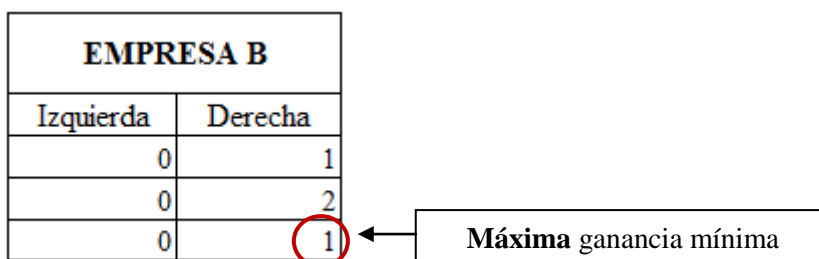 EMPRESA B
Izquierda Derecha
0 1
0 2
0 1
Máxima ganancia mínima